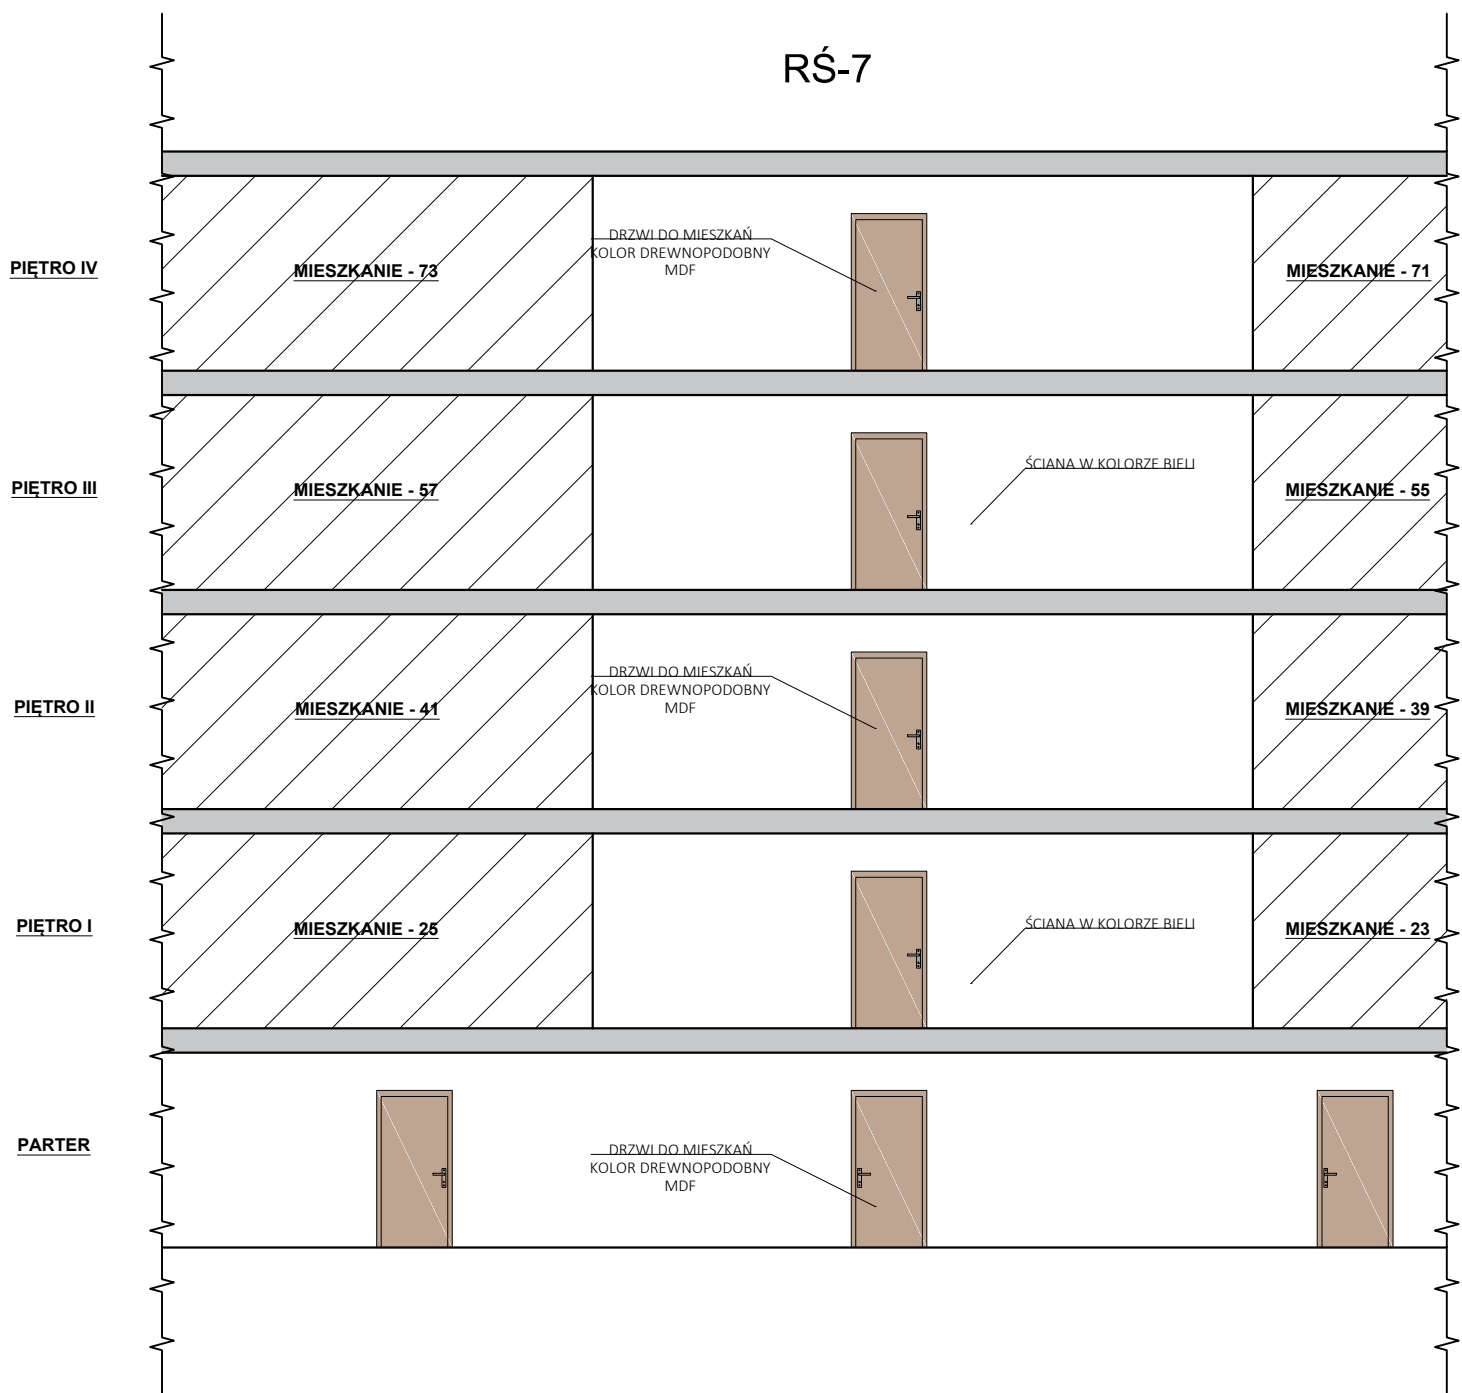 RŚ-7
PIĘTRO IV
MIESZKANIE - 73
DRZWI DO MIESZKAŃ
KOLOR DREWNOPODOBNY
MDF
MIESZKANIE - 71
PIĘTRO III
MIESZKANIE - 57
ŚCIANA W KOLORZE BIELI
MIESZKANIE - 55
PIĘTRO II
MIESZKANIE - 41
DRZWI DO MIESZKAŃ
KOLOR DREWNOPODOBNY
MDF
MIESZKANIE - 39
PIĘTRO I
MIESZKANIE - 25
ŚCIANA W KOLORZE BIELI
MIESZKANIE - 23
PARTER
DRZWI DO MIESZKAŃ
KOLOR DREWNOPODOBNY
MDF